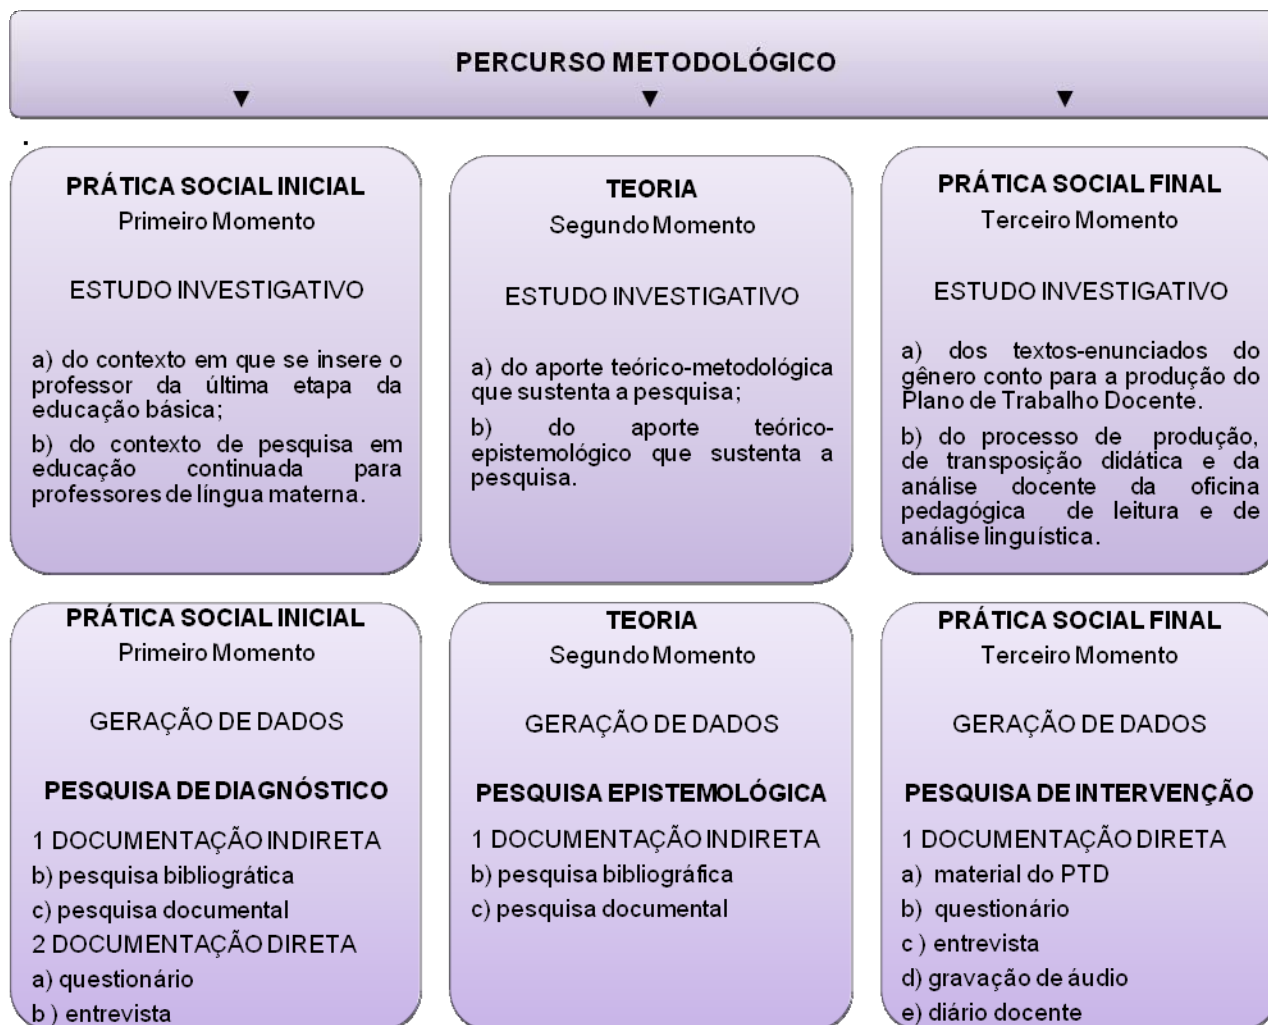 PERCURSO METODOLÓGICO
▼ ▼ ▼
.
PRÁTICA SOCIAL INICIAL
Primeiro Momento
ESTUDO INVESTIGATIVO
a) do contexto em que se insere o
professor da última etapa da
educação básica;
b) do contexto de pesquisa em
educação continuada para
professores de língua materna.
TEORIA
Segundo Momento
ESTUDO INVESTIGATIVO
a) do aporte teórico-metodológica
que sustenta a pesquisa;
b) do aporte teórico-
epistemológico que sustenta a
pesquisa.
PRÁTICA SOCIAL FINAL
Terceiro Momento
ESTUDO INVESTIGATIVO
a) dos textos-enunciados do
gênero conto para a produção do
Plano de Trabalho Docente.
b) do processo de produção,
de transposição didática e da
análise docente da oficina
pedagógica de leitura e de
análise linguística.
PRÁTICA SOCIAL INICIAL
Primeiro Momento
GERAÇÃO DE DADOS
PESQUISA DE DIAGNÓSTICO
1 DOCUMENTAÇÃO INDIRETA
b) pesquisa bibliogrática
c) pesquisa documental
2 DOCUMENTAÇÃO DIRETA
a) questionário
b ) entrevista
TEORIA
Segundo Momento
GERAÇÃO DE DADOS
PESQUISA EPISTEMOLÓGICA
1 DOCUMENTAÇÃO INDIRETA
b) pesquisa bibliográfica
c) pesquisa documental
PRÁTICA SOCIAL FINAL
Terceiro Momento
GERAÇÃO DE DADOS
PESQUISA DE INTERVENÇÃO
1 DOCUMENTAÇÃO DIRETA
a) material do PTD
b) questionário
c ) entrevista
d) gravação de áudio
e) diário docente